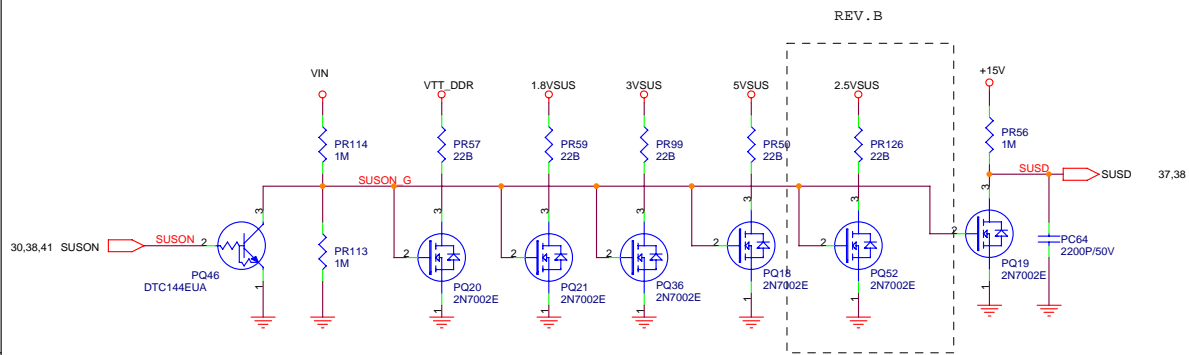 REV.B
VIN
VTT_DDR
1.8VSUS
3VSUS
5VSUS
2.5VSUS
+15V
PR114
1M
PR57
22B
PR59
22B
PR99
22B
PR50
22B
PR126
22B
PR56
1M
SUSON_G
SUSD
SUSD 37,38
30,38,41 SUSON
SUSON
2
3
1
PQ46
DTC144EUA
PR113
1M
3
2
1
PQ20
2N7002E
3
2
1
PQ21
2N7002E
3
2
1
PQ36
2N7002E
3
2
1
PQ18
2N7002E
3
2
1
PQ52
2N7002E
3
2
1
PQ19
2N7002E
PC64
2200P/50V